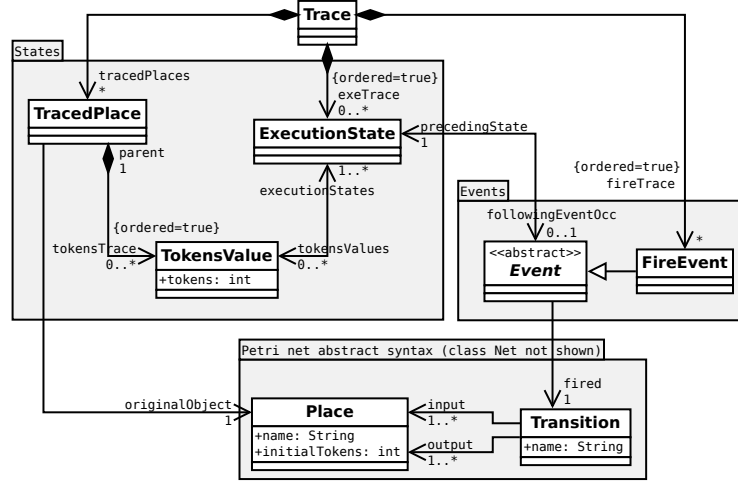 Trace
States
{ordered=true}
exeTrace
0..*
tracedPlaces
*
TracedPlace
ExecutionState
precedingState
1
parent
1
1..*
executionStates
{ordered=true}
fireTrace
Events
{ordered=true}
tokensTrace
0..*
TokensValue
+tokens: int
tokensValues
0..*
followingEventOcc
0..1
*
<<abstract>>
Event
FireEvent
Petri net abstract syntax (class Net not shown)
originalObject
1
Place
+name: String
+initialTokens: int
input
1..*
output
1..*
fired
1
Transition
+name: String